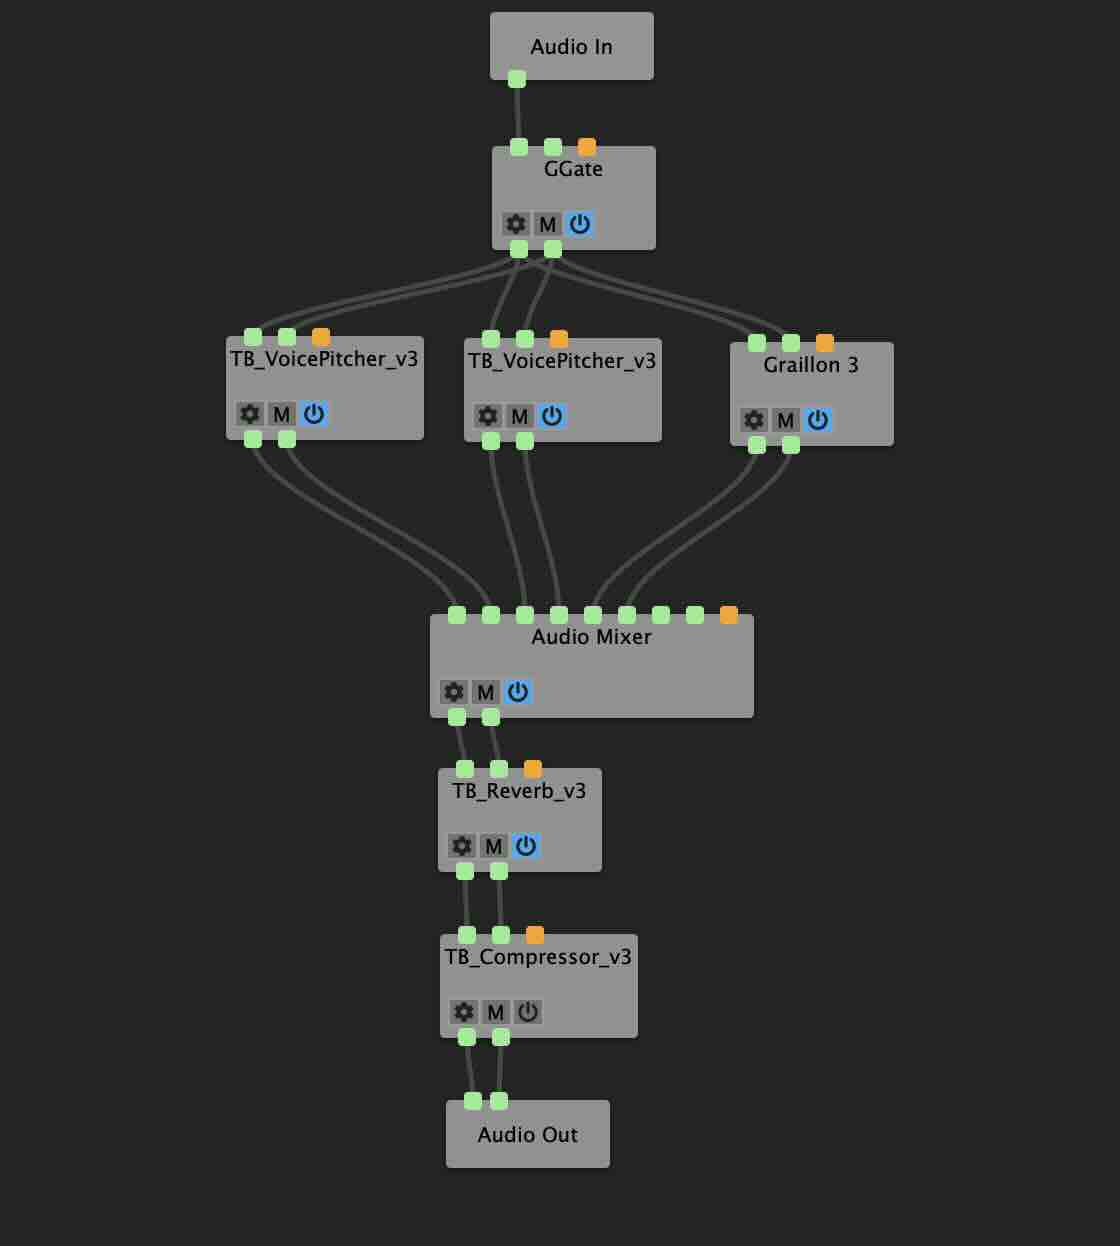 Audio In
GGate
M
TB_VoicePitcher_v3
M
TB_VoicePitcher_v3
M
Graillon 3
M
Audio Mixer
M
TB_Reverb_v3
M
TB_Compressor_v3
M
Audio Out